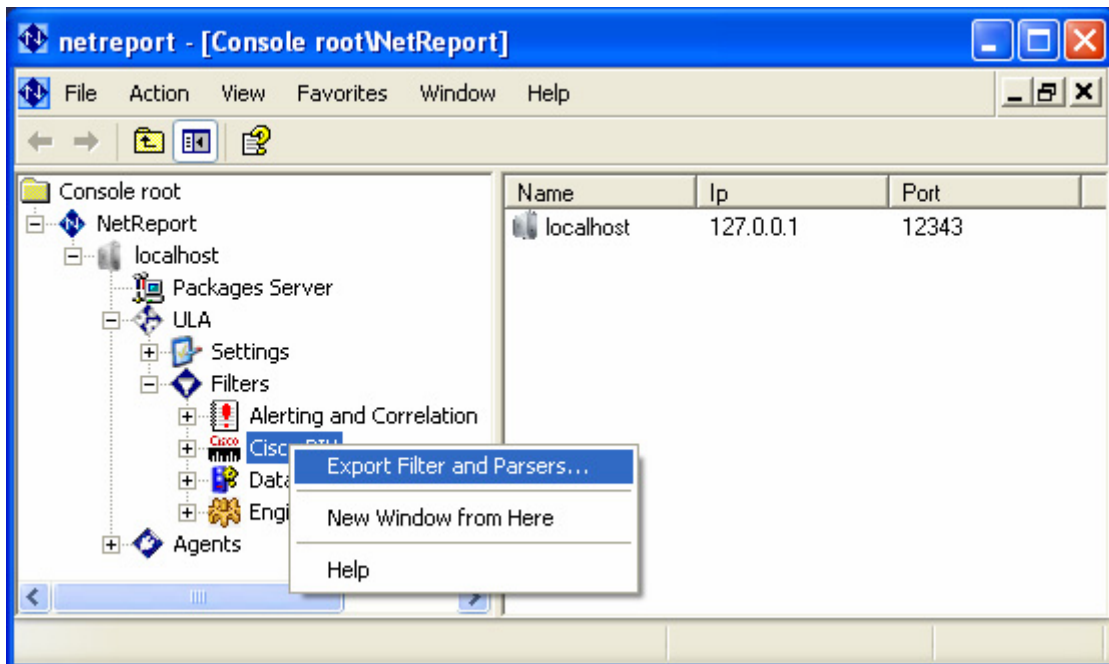 netreport - [Console root\NetReport]
File Action View Favorites Window Help
Console root
NetReport
localhost
Packages Server
ULA
Settings
Filters
Alerting and Correlation
Cisco
Agents
Export Filter and Parsers...
New Window from Here
Help
Name Ip Port
localhost 127.0.0.1 12343